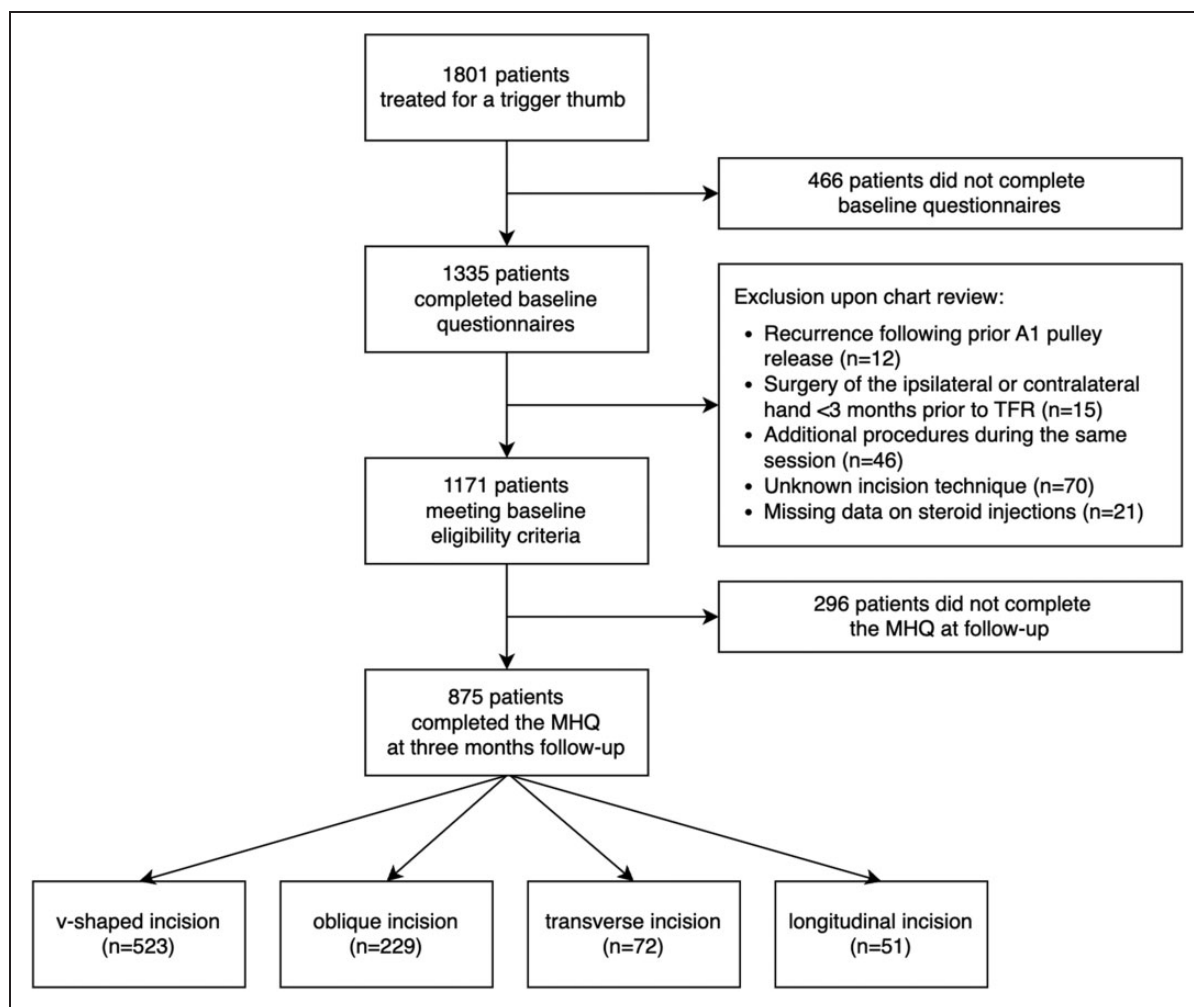 1801 patients
treated for a trigger thumb
466 patients did not complete
baseline questionnaires
1335 patients
completed baseline
questionnaires
Exclusion upon chart review:
• Recurrence following prior A1 pulley
release (n=12)
• Surgery of the ipsilateral or contralateral
hand <3 months prior to TFR (n=15)
• Additional procedures during the same
session (n=46)
• Unknown incision technique (n=70)
• Missing data on steroid injections (n=21)
1171 patients
meeting baseline
eligibility criteria
296 patients did not complete
the MHQ at follow-up
875 patients
completed the MHQ
at three months follow-up
v-shaped incision
(n=523)
oblique incision
(n=229)
transverse incision
(n=72)
longitudinal incision
(n=51)